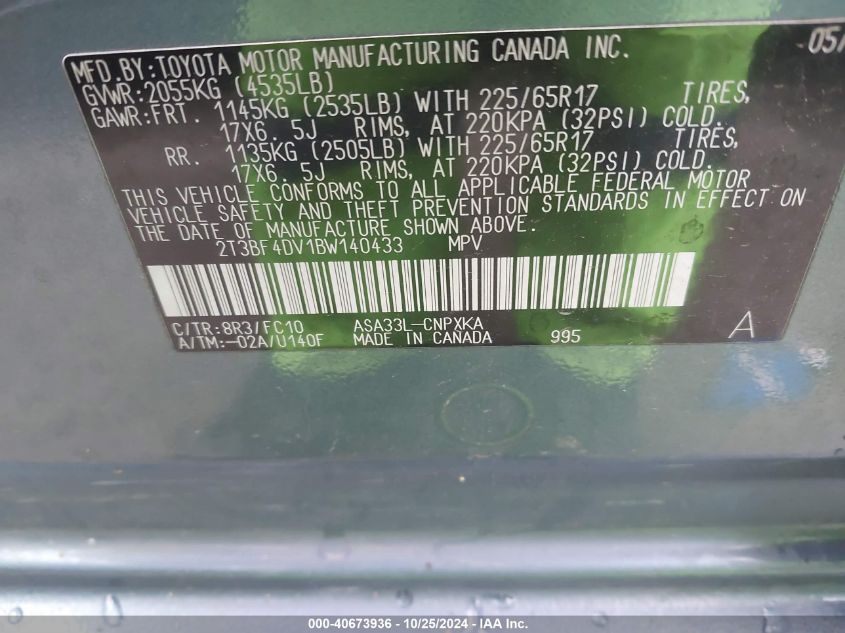 MFD.BY:TOYOTA MOTOR MANUFACTURING CANADA INC. 05/
GVWR:2055KG (4535LB)
GAWR:FRT. 1145KG (2535LB) WITH 225/65R17 TIRES,
17X6. 5J RIMS, AT 220KPA (32PSI) COLD.
RR. 1135KG (2505LB) WITH 225/65R17 TIRES,
17X6. 5J RIMS, AT 220KPA (32PSI) COLD.
THIS VEHICLE CONFORMS TO ALL APPLICABLE FEDERAL MOTOR
VEHICLE SAFETY AND THEFT PREVENTION STANDARDS IN EFFECT ON
THE DATE OF MANUFACTURE SHOWN ABOVE.
2T3BF4DV1BW140433 MPV
C/TR:8R3/FC10 ASA33L-CNPXKA A
A/TM:-02A/U140F MADE IN CANADA 995
000-40673936 - 10/25/2024 - IAA Inc.